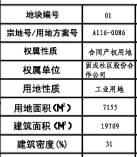 地块编号 01
宗地号/用地方案号 A116-0086
权属性质 合同产权用地
权属单位 固戍社区股份合
作公司
用地性质 工业用地
用地面积(M²) 7155
建筑面积(M²) 19709
建筑密度(%) 31